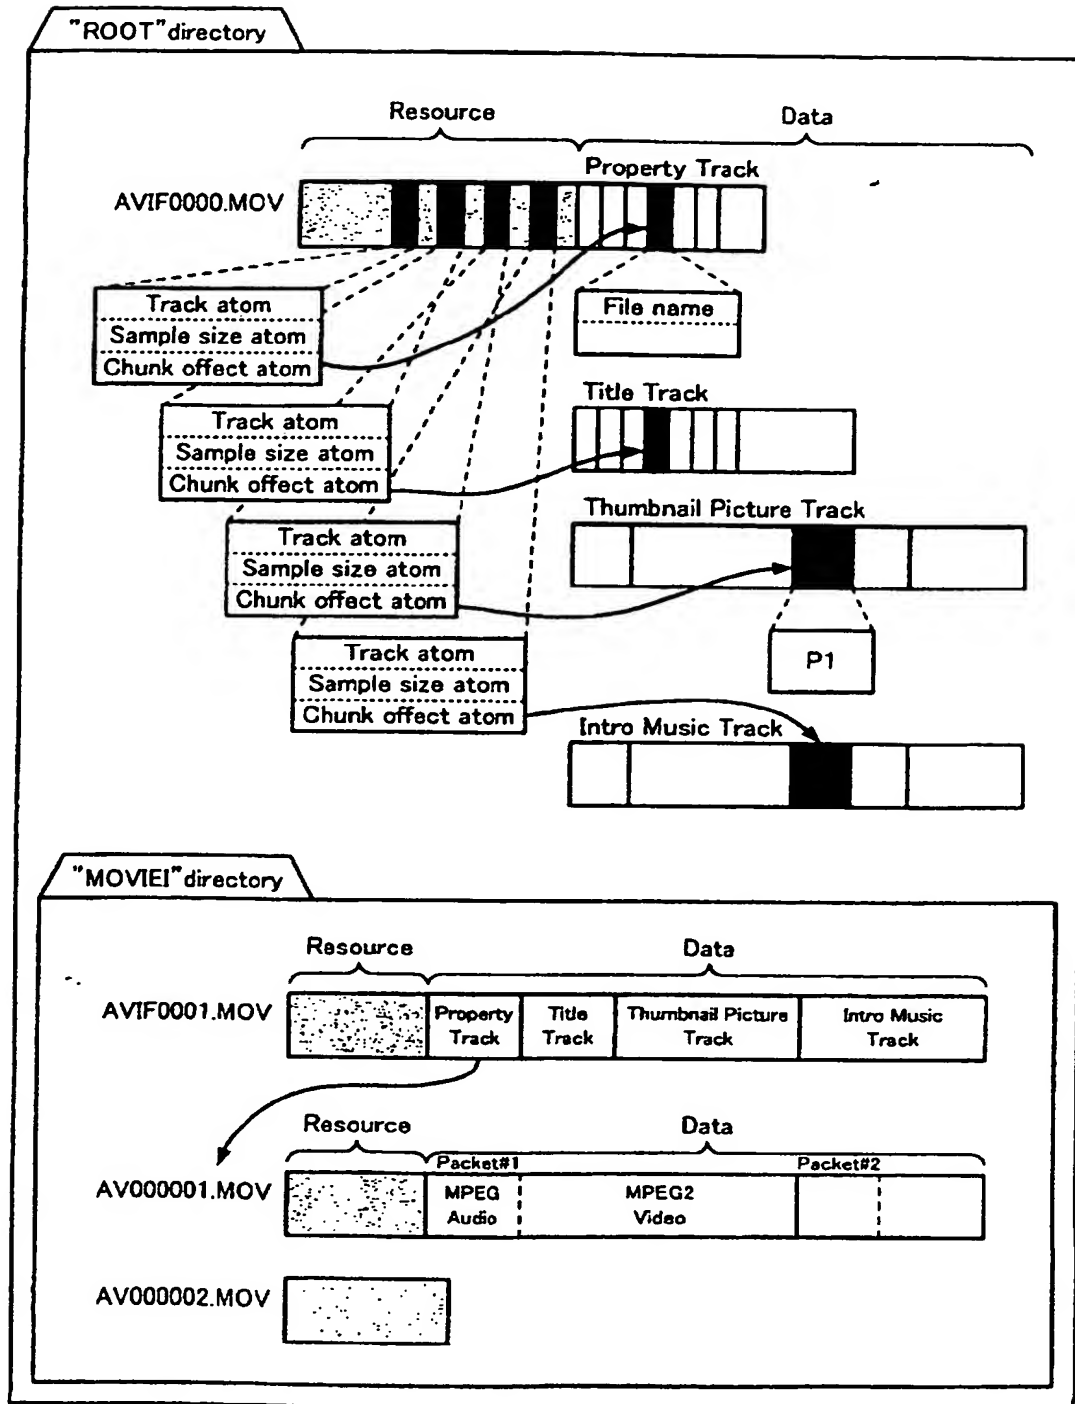 "ROOT" directory
Resource
Data
Property Track
AVIF0000.MOV
Track atom
Sample size atom
Chunk offect atom
File name
Title Track
Track atom
Sample size atom
Chunk offect atom
Thumbnail Picture Track
Track atom
Sample size atom
Chunk offect atom
P1
Track atom
Sample size atom
Chunk offect atom
Intro Music Track
"MOVIEI" directory
Resource
Data
AVIF0001.MOV
Property
Track
Title
Track
Thumbnail Picture
Track
Intro Music
Track
Resource
Data
Packet#1
Packet#2
AV000001.MOV
MPEG
Audio
MPEG2
Video
AV000002.MOV